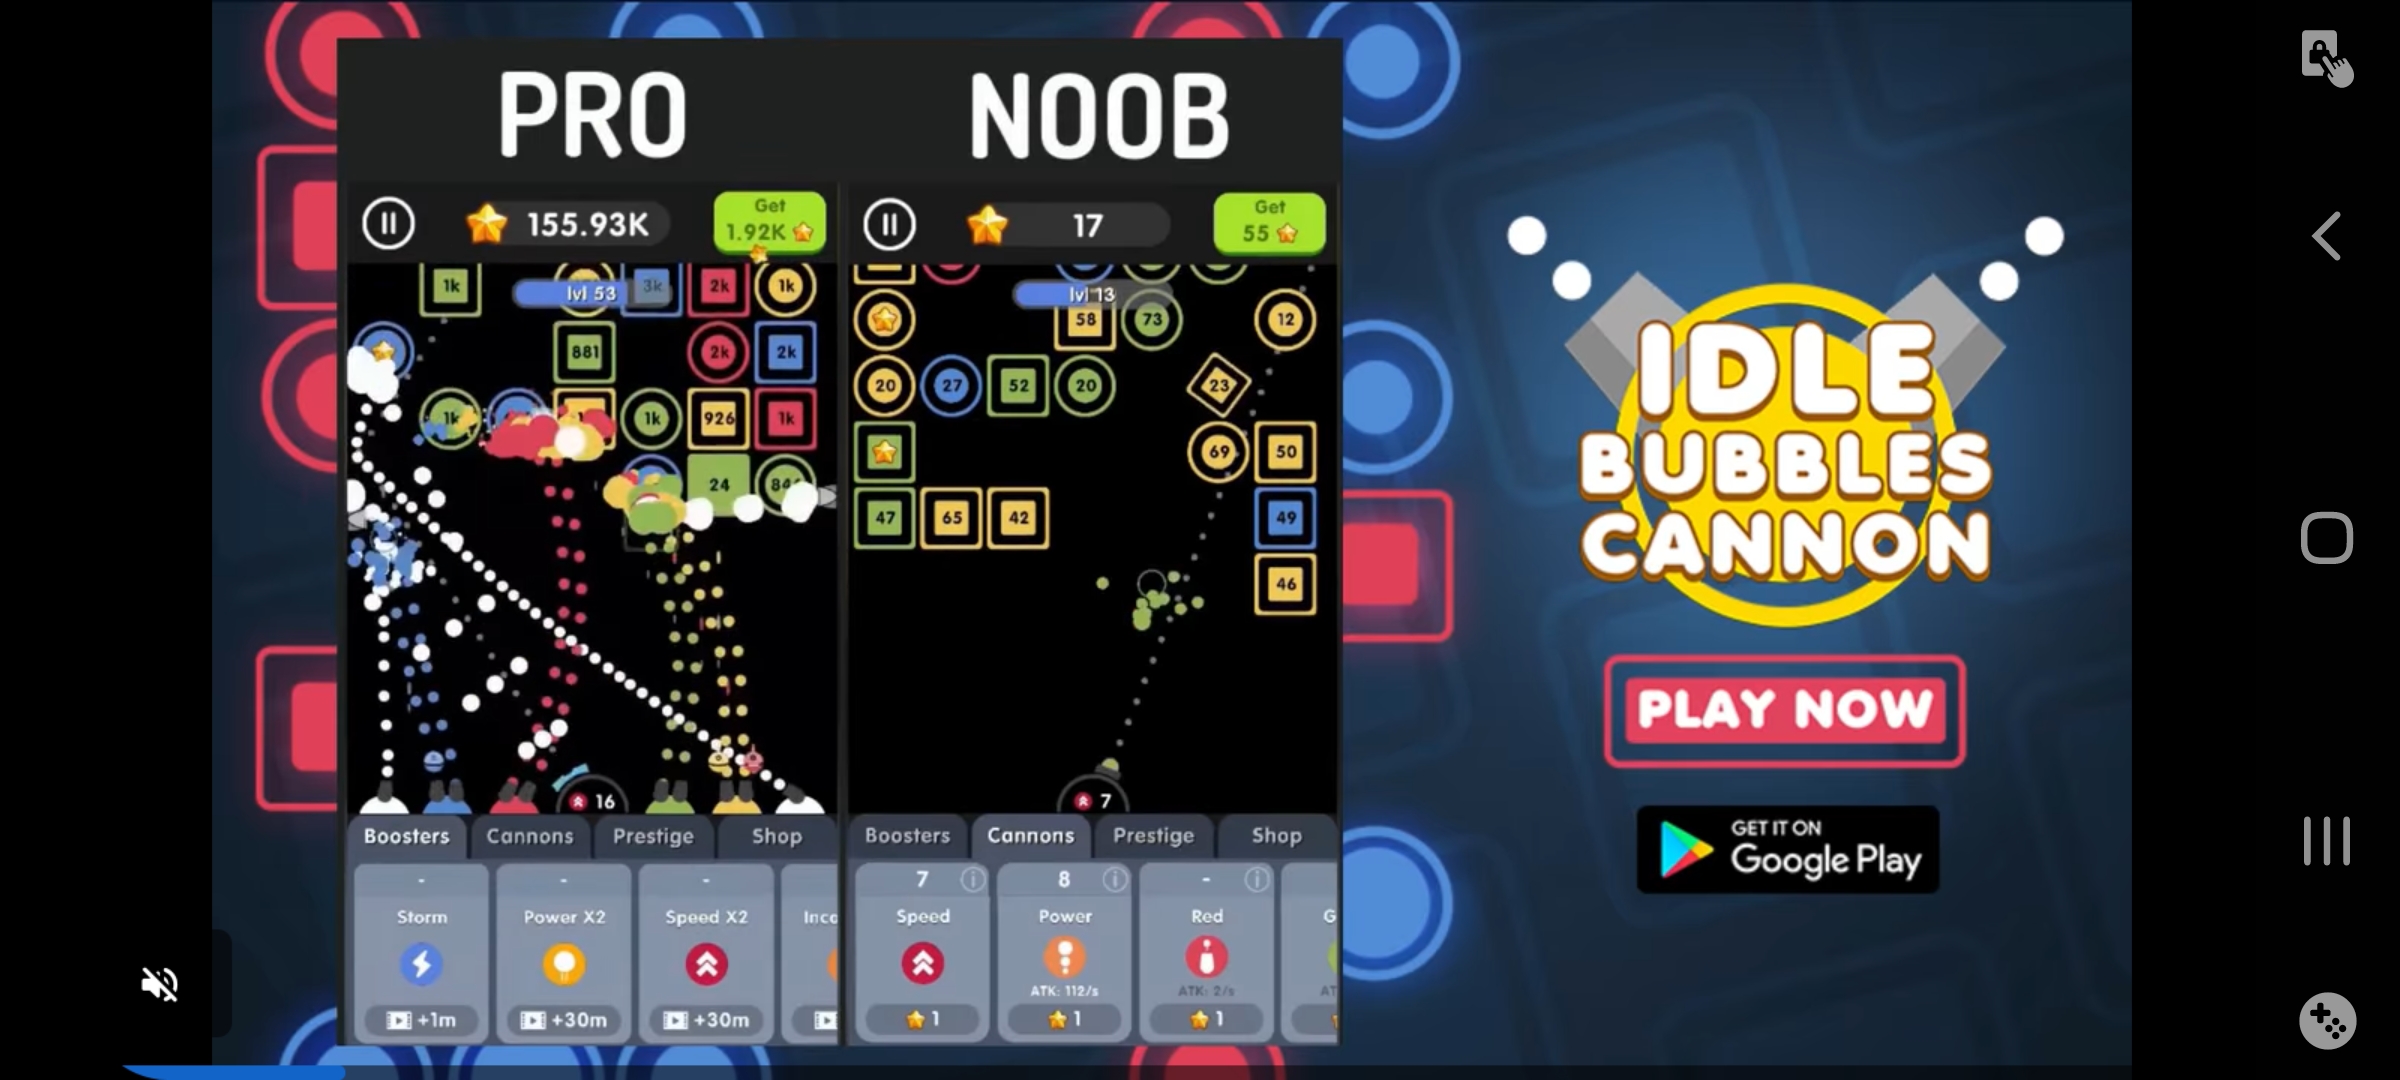 PRO
NOOB
155.93K
Get
1.92K
17
Get
55
1k
lvl 53
3k
2k
1k
881
2k
2k
1k
1k
926
1k
24
16
lvl 13
58
73
12
20
27
52
20
23
69
50
47
65
42
49
46
7
Boosters
Cannons
Prestige
Shop
-
Storm
+1m
-
Power X2
+30m
-
Speed X2
+30m
Boosters
Cannons
Prestige
Shop
7
Speed
1
8
Power
ATK: 112/s
1
-
Red
ATK: 2/s
1
IDLE
BUBBLES
CANNON
PLAY NOW
GET IT ON
Google Play